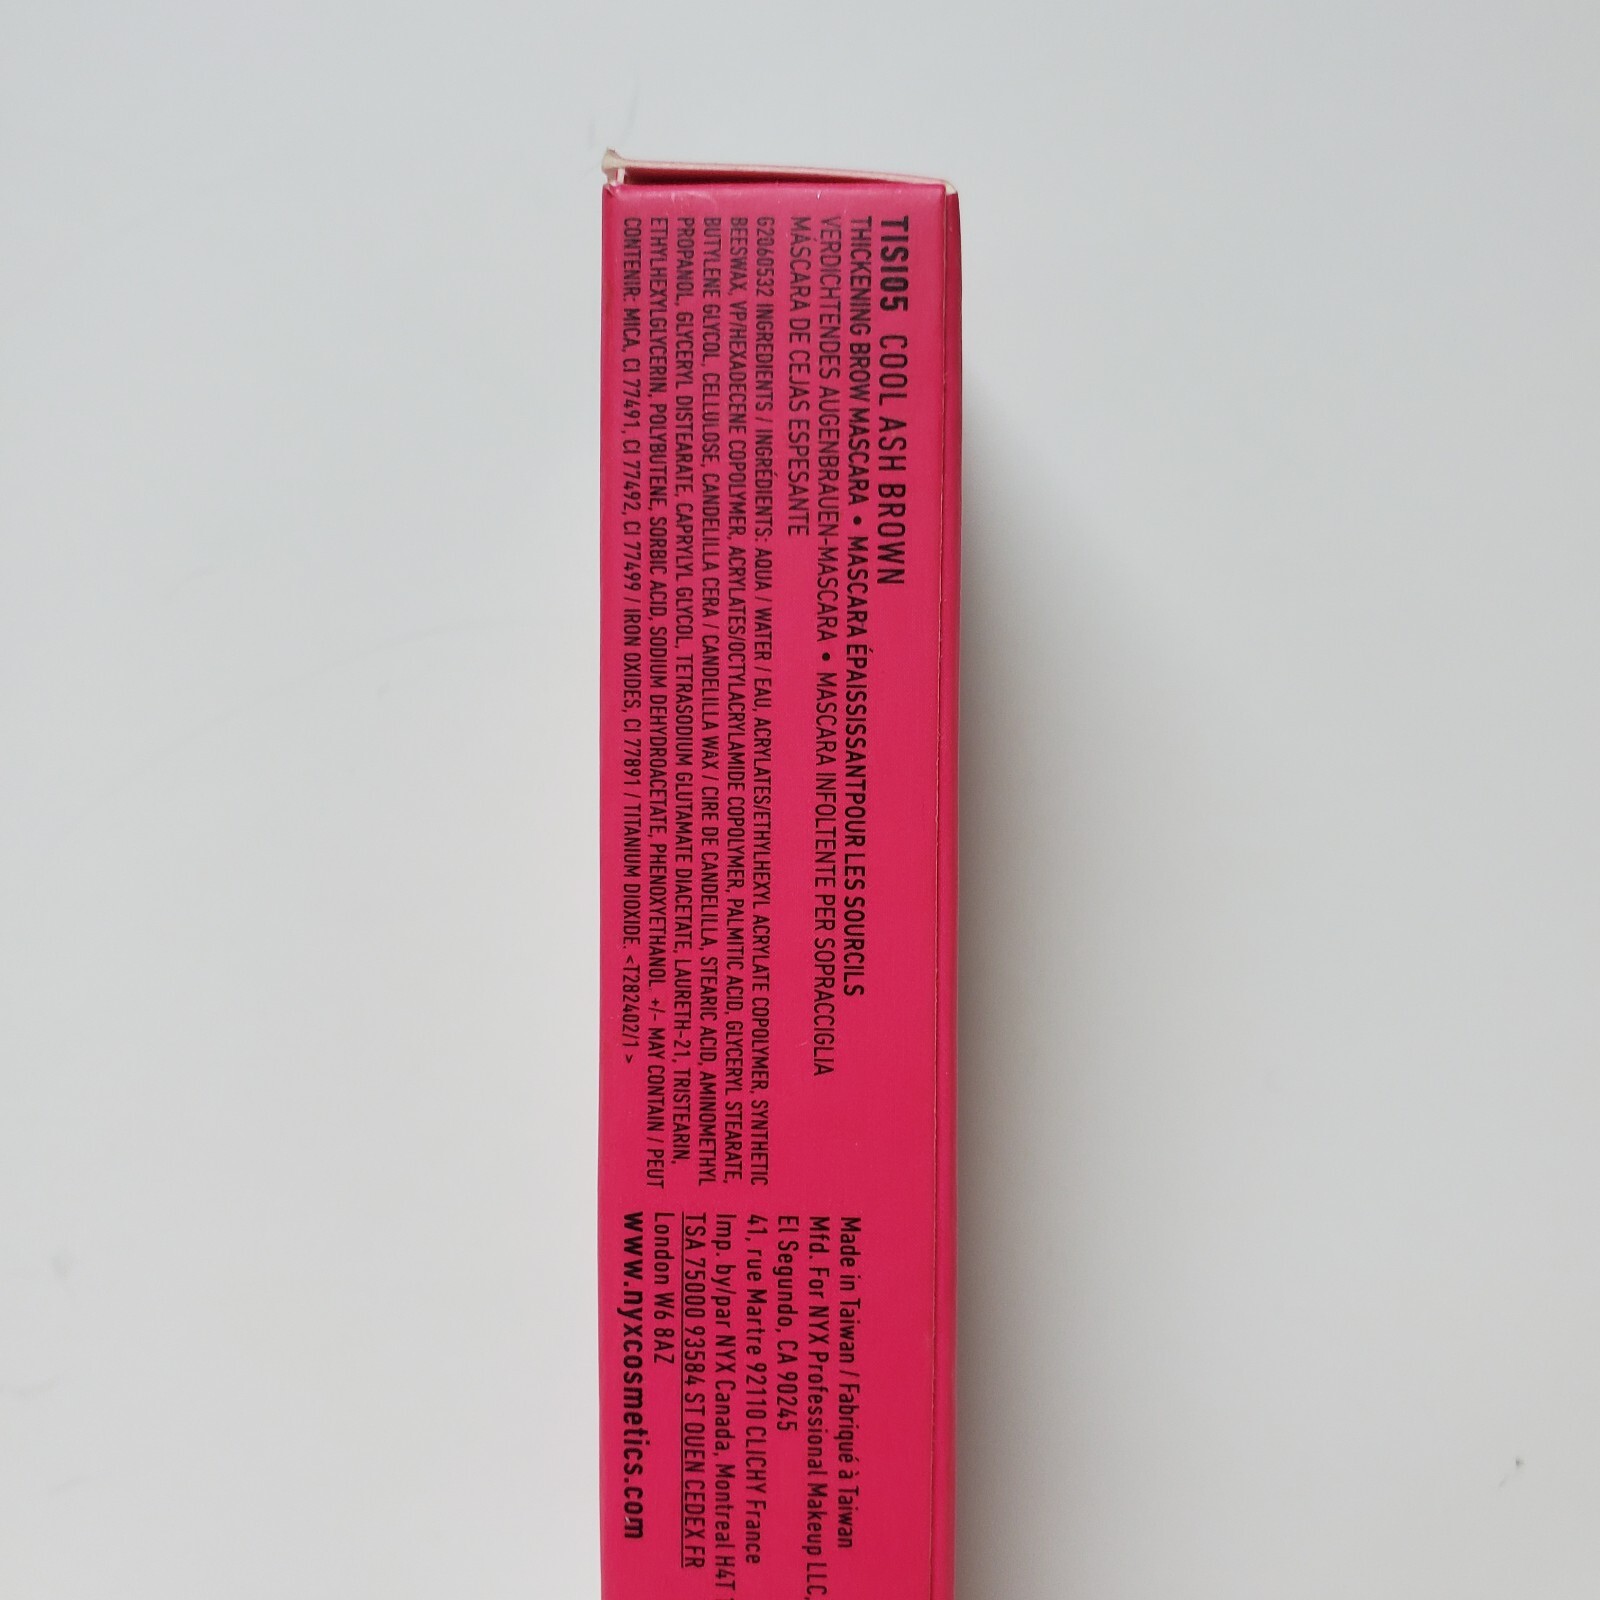 TISI05 COOL ASH BROWN
THICKENING BROW MASCARA • MASCARA ÉPAISSISSANTPOUR LES SOURCILS
VERDICHTENDES AUGENBRAUEN-MASCARA • MASCARA INFOLTENTE PER SOPRACCIGLIA
MÁSCARA DE CEJAS ESPESANTE
G2060532 INGREDIENTS / INGRÉDIENTS: AQUA / WATER / EAU, ACRYLATES/ETHYLHEXYL ACRYLATE COPOLYMER, SYNTHETIC
BEESWAX, VP/HEXADECENE COPOLYMER, ACRYLATES/OCTYLACRYLAMIDE COPOLYMER, PALMITIC ACID, GLYCERYL STEARATE,
BUTYLENE GLYCOL, CELLULOSE, CANDELILLA CERA / CANDELILLA WAX / CIRE DE CANDELILLA, STEARIC ACID, AMINOMETHYL
PROPANOL, GLYCERYL DISTEARATE, CAPRYLYL GLYCOL, TETRASODIUM GLUTAMATE DIACETATE, LAURETH-21, TRISTEARIN,
ETHYLHEXYLGLYCERIN, POLYBUTENE, SORBIC ACID, SODIUM DEHYDROACETATE, PHENOXYETHANOL +/- MAY CONTAIN / PEUT
CONTENIR: MICA, CI 77491, CI 77492, CI 77499 / IRON OXIDES, CI 77891 / TITANIUM DIOXIDE. <T282402/1>
Made in Taiwan / Fabriqué à Taiwan
Mfd. For NYX Professional Makeup LLC,
El Segundo, CA 90245
41, rue Martre 92110 CLICHY France
Imp. by/par NYX Canada, Montreal H4T
TSA 75000 93584 ST OUEN CEDEX FR
London W6 8AZ
www.nyxcosmetics.com